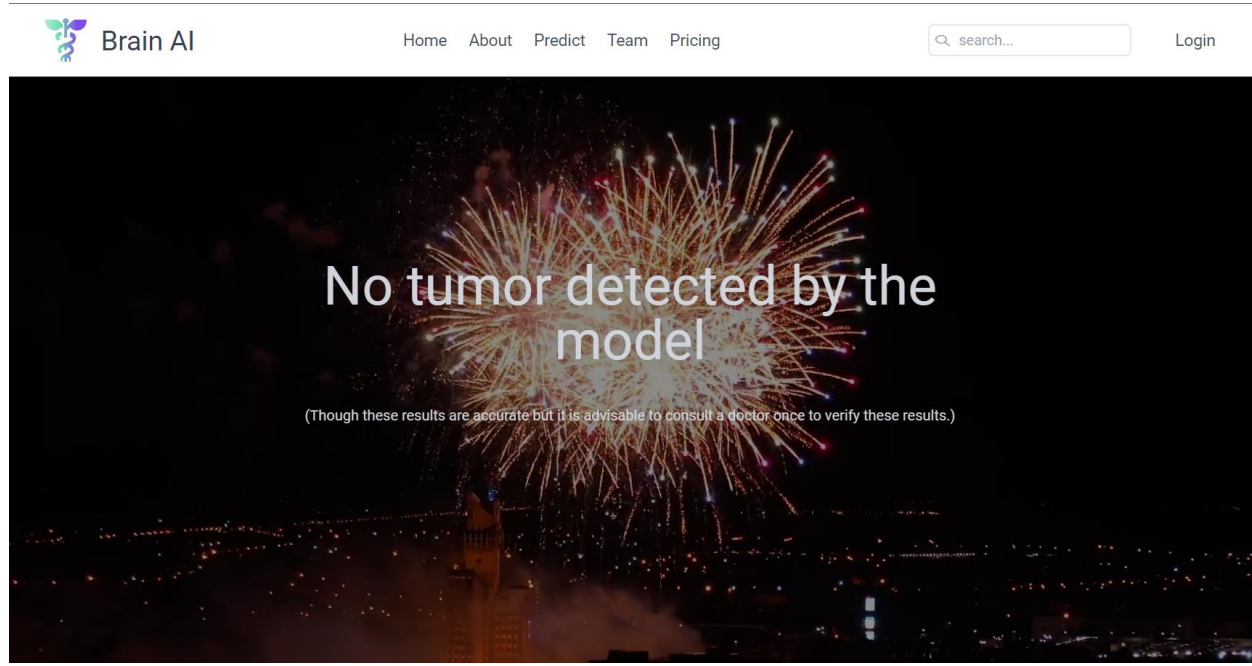 Brain AI
Home About Predict Team Pricing
search...
Login
No tumor detected by the
model
(Though these results are accurate but it is advisable to consult a doctor once to verify these results.)